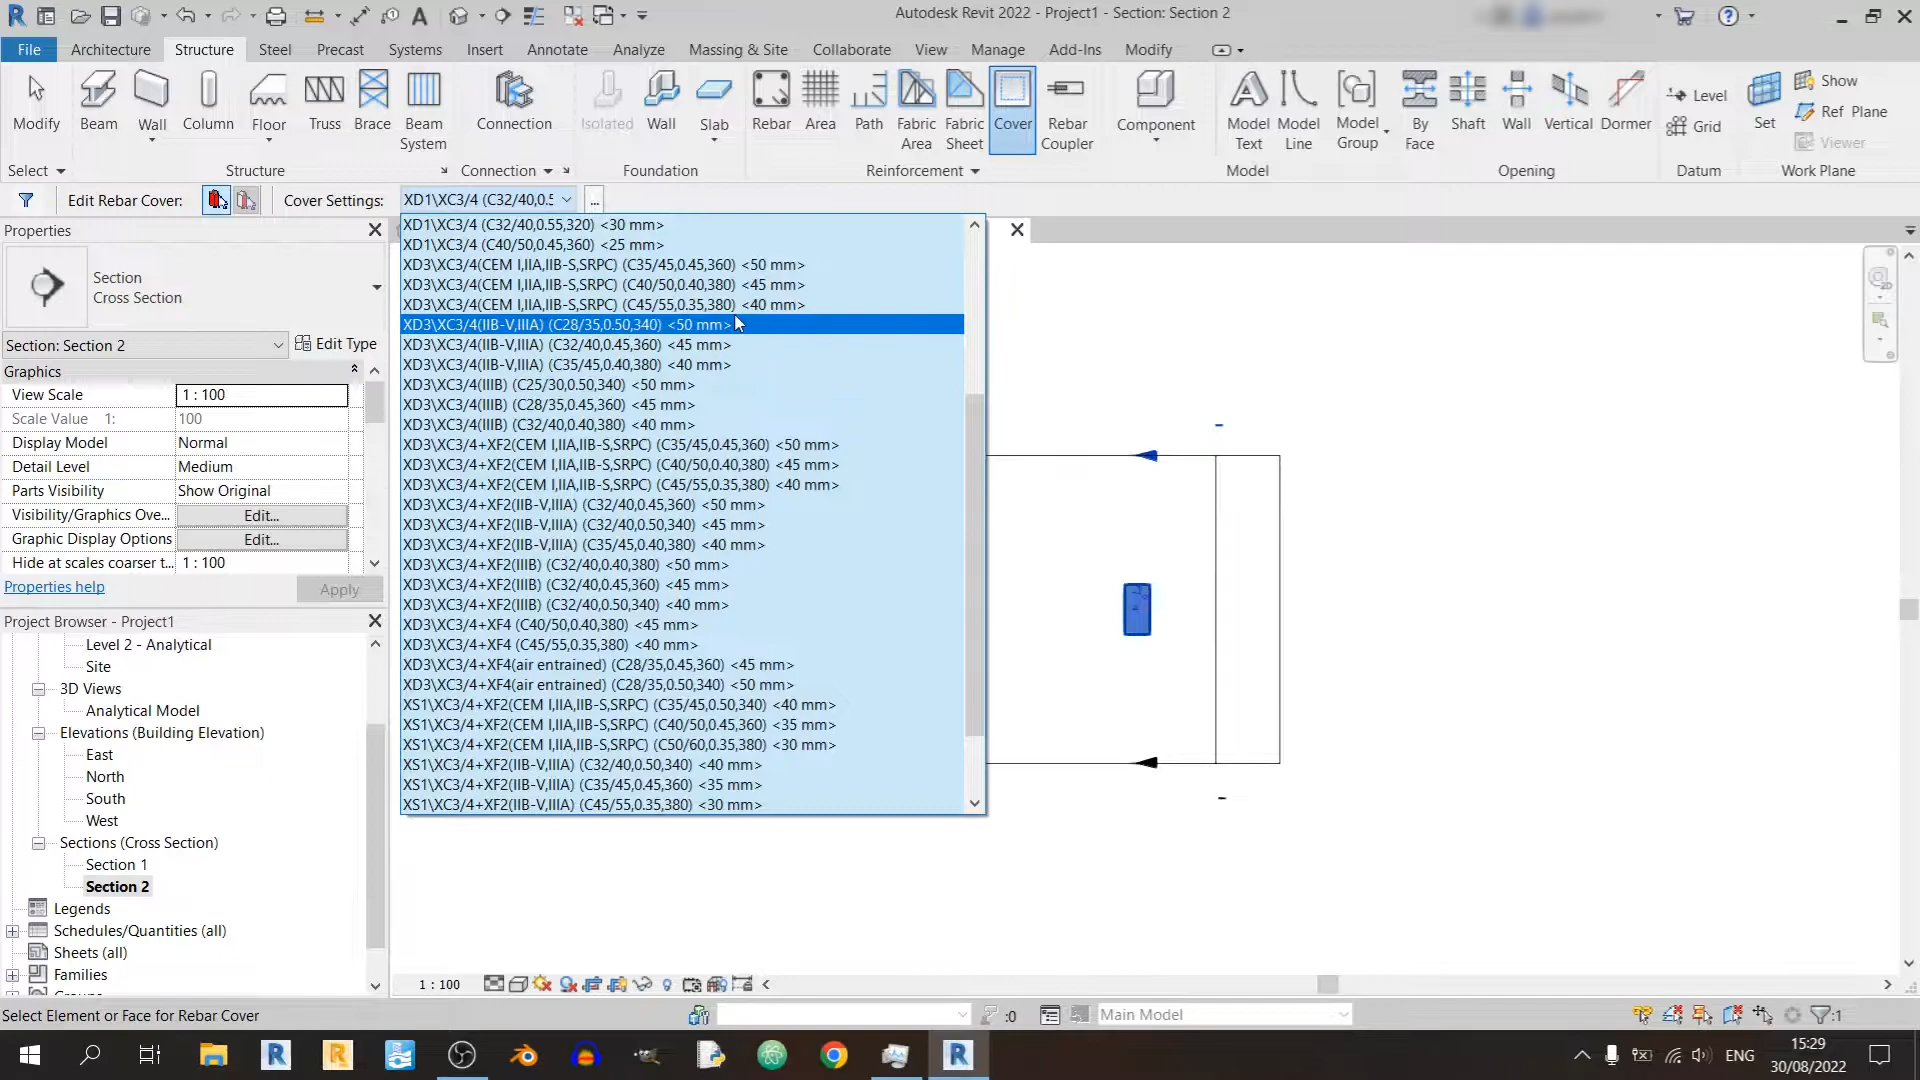 Autodesk Revit 2022 - Project1 - Section: Section 2
File Architecture Structure Steel Precast Systems Insert Annotate Analyze Massing & Site Collaborate View Manage Add-Ins Modify
Modify
Beam
Wall
Column
Floor
Truss
Brace
Beam System
Connection
Isolated
Wall
Slab
Rebar
Area
Path
Fabric Area
Fabric Sheet
Cover
Rebar Coupler
Component
Model Text
Model Line
Model Group
By Face
Shaft
Wall
Vertical
Dormer
Level
Grid
Set
Show
Ref Plane
Viewer
Select Structure Connection Foundation Reinforcement Model Opening Datum Work Plane
Edit Rebar Cover: Cover Settings: XD1\XC3/4 (C32/40,0.5 ...
Properties
Section
Cross Section
Section: Section 2 Edit Type
Graphics
View Scale 1 : 100
Scale Value 1: 100
Display Model Normal
Detail Level Medium
Parts Visibility Show Original
Visibility/Graphics Ove... Edit...
Graphic Display Options Edit...
Hide at scales coarser t... 1 : 100
Properties help Apply
Project Browser - Project1
Level 2 - Analytical
Site
3D Views
Analytical Model
Elevations (Building Elevation)
East
North
South
West
Sections (Cross Section)
Section 1
Section 2
Legends
Schedules/Quantities (all)
Sheets (all)
Families
XD1\XC3/4 (C32/40,0.55,320) <30 mm>
XD1\XC3/4 (C40/50,0.45,360) <25 mm>
XD3\XC3/4(CEM I,IIA,IIB-S,SRPC) (C35/45,0.45,360) <50 mm>
XD3\XC3/4(CEM I,IIA,IIB-S,SRPC) (C40/50,0.40,380) <45 mm>
XD3\XC3/4(CEM I,IIA,IIB-S,SRPC) (C45/55,0.35,380) <40 mm>
XD3\XC3/4(IIB-V,IIIA) (C28/35,0.50,340) <50 mm>
XD3\XC3/4(IIB-V,IIIA) (C32/40,0.45,360) <45 mm>
XD3\XC3/4(IIB-V,IIIA) (C35/45,0.40,380) <40 mm>
XD3\XC3/4(IIIB) (C25/30,0.50,340) <50 mm>
XD3\XC3/4(IIIB) (C28/35,0.45,360) <45 mm>
XD3\XC3/4(IIIB) (C32/40,0.40,380) <40 mm>
XD3\XC3/4+XF2(CEM I,IIA,IIB-S,SRPC) (C35/45,0.45,360) <50 mm>
XD3\XC3/4+XF2(CEM I,IIA,IIB-S,SRPC) (C40/50,0.40,380) <45 mm>
XD3\XC3/4+XF2(CEM I,IIA,IIB-S,SRPC) (C45/55,0.35,380) <40 mm>
XD3\XC3/4+XF2(IIB-V,IIIA) (C32/40,0.45,360) <50 mm>
XD3\XC3/4+XF2(IIB-V,IIIA) (C32/40,0.50,340) <45 mm>
XD3\XC3/4+XF2(IIB-V,IIIA) (C35/45,0.40,380) <40 mm>
XD3\XC3/4+XF2(IIIB) (C32/40,0.40,380) <50 mm>
XD3\XC3/4+XF2(IIIB) (C32/40,0.45,360) <45 mm>
XD3\XC3/4+XF2(IIIB) (C32/40,0.50,340) <40 mm>
XD3\XC3/4+XF4 (C40/50,0.40,380) <45 mm>
XD3\XC3/4+XF4 (C45/55,0.35,380) <40 mm>
XD3\XC3/4+XF4(air entrained) (C28/35,0.45,360) <45 mm>
XD3\XC3/4+XF4(air entrained) (C28/35,0.50,340) <50 mm>
XS1\XC3/4+XF2(CEM I,IIA,IIB-S,SRPC) (C35/45,0.50,340) <40 mm>
XS1\XC3/4+XF2(CEM I,IIA,IIB-S,SRPC) (C40/50,0.45,360) <35 mm>
XS1\XC3/4+XF2(CEM I,IIA,IIB-S,SRPC) (C50/60,0.35,380) <30 mm>
XS1\XC3/4+XF2(IIB-V,IIIA) (C32/40,0.50,340) <40 mm>
XS1\XC3/4+XF2(IIB-V,IIIA) (C35/45,0.45,360) <35 mm>
XS1\XC3/4+XF2(IIB-V,IIIA) (C45/55,0.35,380) <30 mm>
1 : 100
Select Element or Face for Rebar Cover :0 Main Model :1
ENG
15:29
30/08/2022